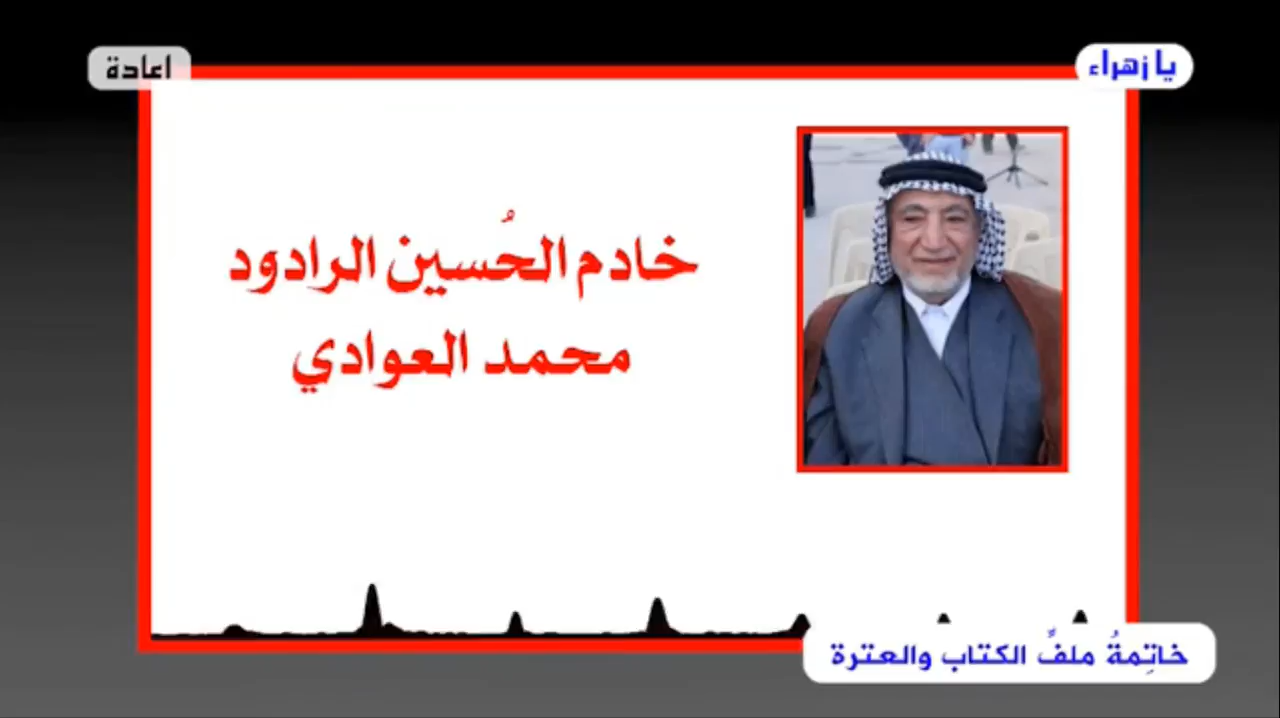 يا زهراء
اعادة
خادم الحُسين الرادود
محمد العوادي
خاتِمةُ ملفِّ الكتاب والعترة